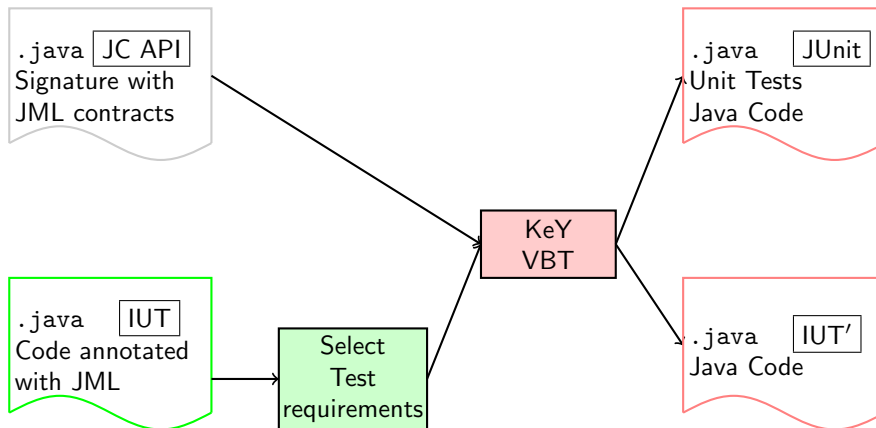 .java JC API
Signature with
JML contracts
.java JUnit
Unit Tests
Java Code
KeY
VBT
.java IUT
Code annotated
with JML
Select
Test
requirements
.java IUT′
Java Code